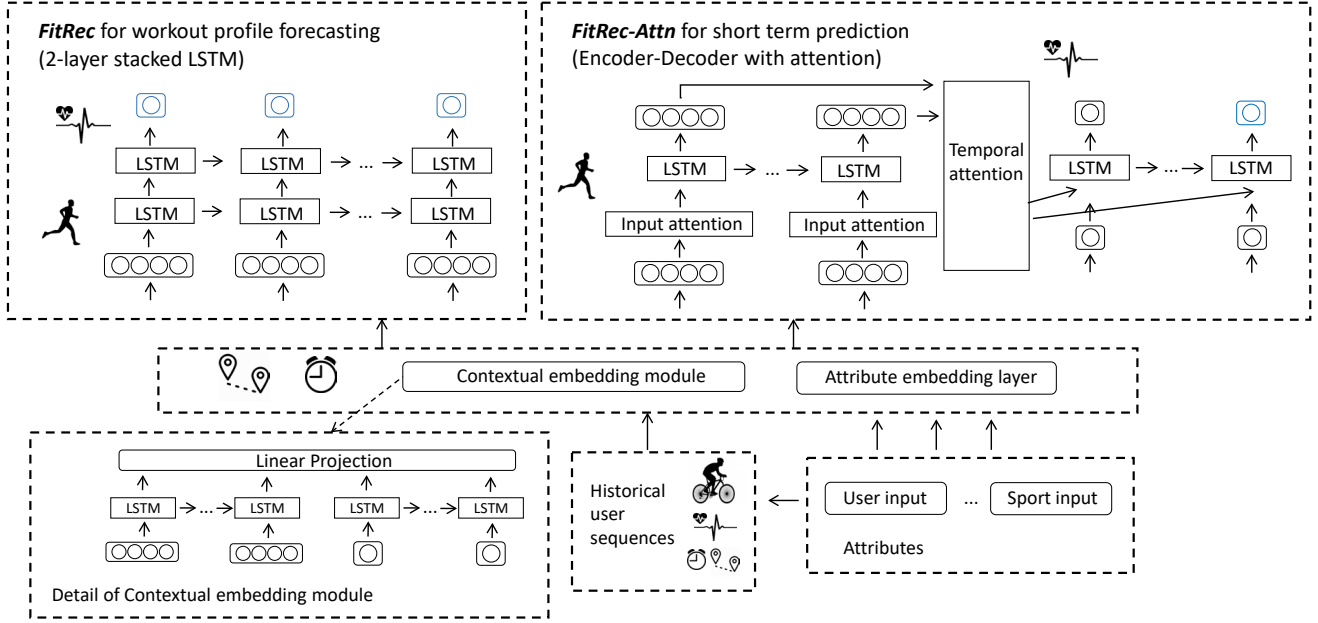 FitRec for workout profile forecasting
(2-layer stacked LSTM)
LSTM
LSTM
...
LSTM
LSTM
LSTM
...
LSTM
FitRec-Attn for short term prediction
(Encoder-Decoder with attention)
LSTM
...
LSTM
Input attention
Input attention
Temporal
attention
LSTM
...
LSTM
Contextual embedding module
Attribute embedding layer
Linear Projection
LSTM
...
LSTM
LSTM
...
LSTM
Detail of Contextual embedding module
Historical
user
sequences
User input
...
Sport input
Attributes